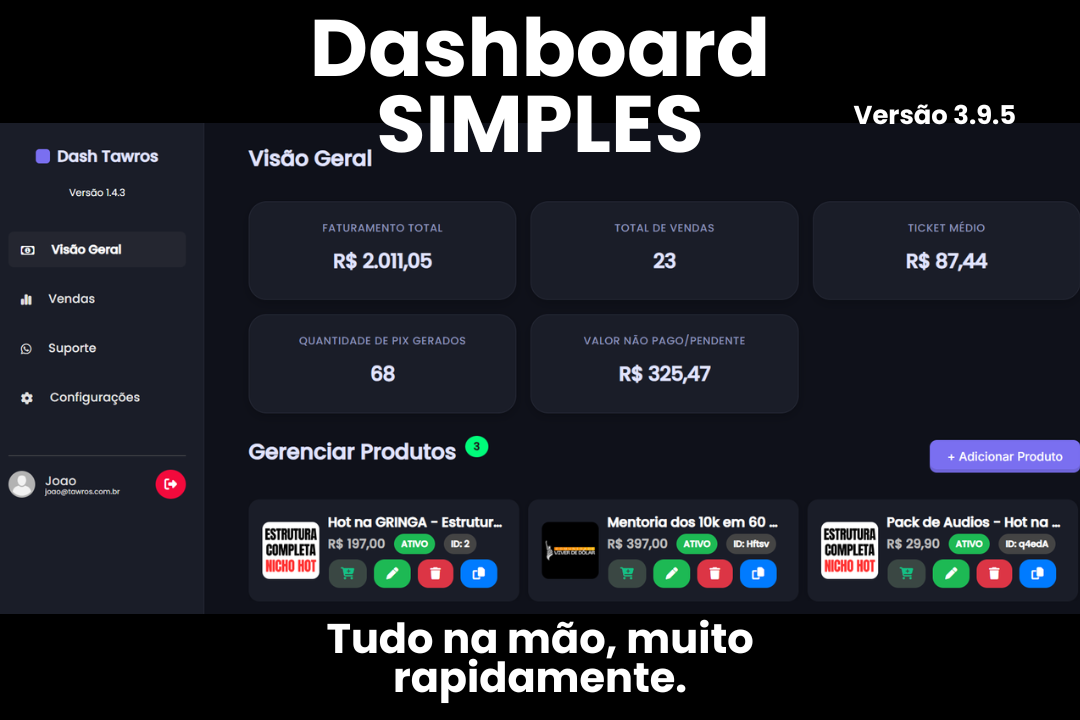 Dashboard
SIMPLES
Versão 3.9.5
Dash Tawros
Versão 1.4.3
Visão Geral
Vendas
Suporte
Configurações
Joao
joao@tawros.com.br
Visão Geral
FATURAMENTO TOTAL
R$ 2.011,05
TOTAL DE VENDAS
23
TICKET MÉDIO
R$ 87,44
QUANTIDADE DE PIX GERADOS
68
VALOR NÃO PAGO/PENDENTE
R$ 325,47
Gerenciar Produtos 3
+ Adicionar Produto
ESTRUTURA
COMPLETA
NICHO HOT
Hot na GRINGA - Estrutur...
R$ 197,00 ATIVO ID: 2
VIVER DE DOLAR
Mentoria dos 10k em 60 ...
R$ 397,00 ATIVO ID: Hftsv
ESTRUTURA
COMPLETA
NICHO HOT
Pack de Audios - Hot na ...
R$ 29,90 ATIVO ID: q4edA
Tudo na mão, muito
rapidamente.